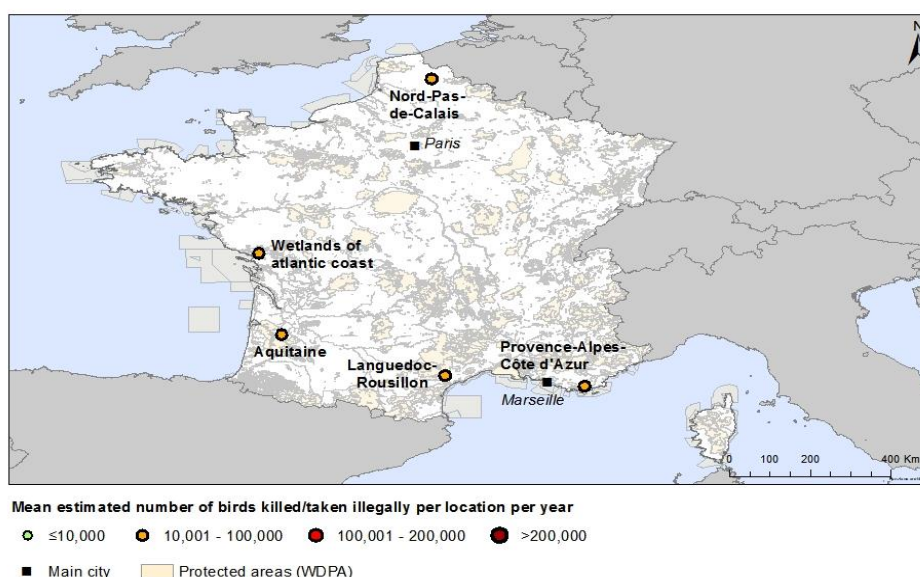 N
Nord-Pas-
de-Calais
Paris
Wetlands of
atlantic coast
Aquitaine
Languedoc-
Rousillon
Provence-Alpes-
Côte d'Azur
Marseille
0 100 200 400 Km
Mean estimated number of birds killed/taken illegally per location per year
≤10,000 10,001 - 100,000 100,001 - 200,000 >200,000
Main city Protected areas (WDPA)